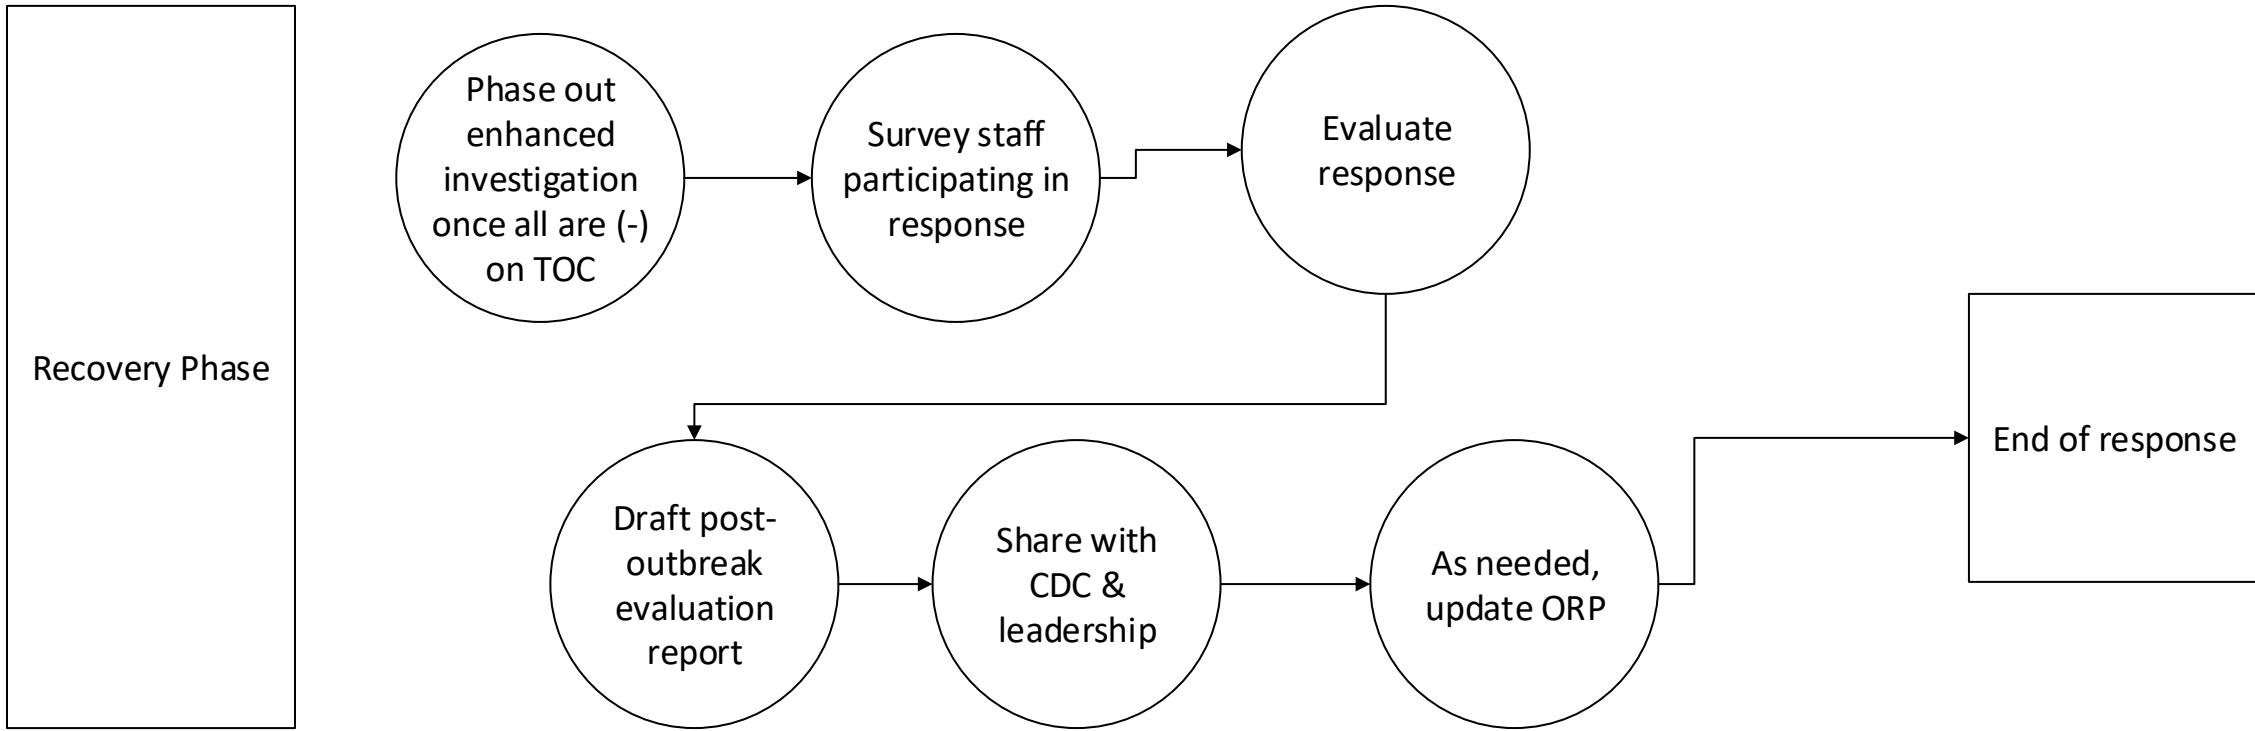 Recovery Phase
Phase out
enhanced
investigation
once all are (-)
on TOC
Survey staff
participating in
response
Evaluate
response
Draft post-
outbreak
evaluation
report
Share with
CDC &
leadership
As needed,
update ORP
End of response